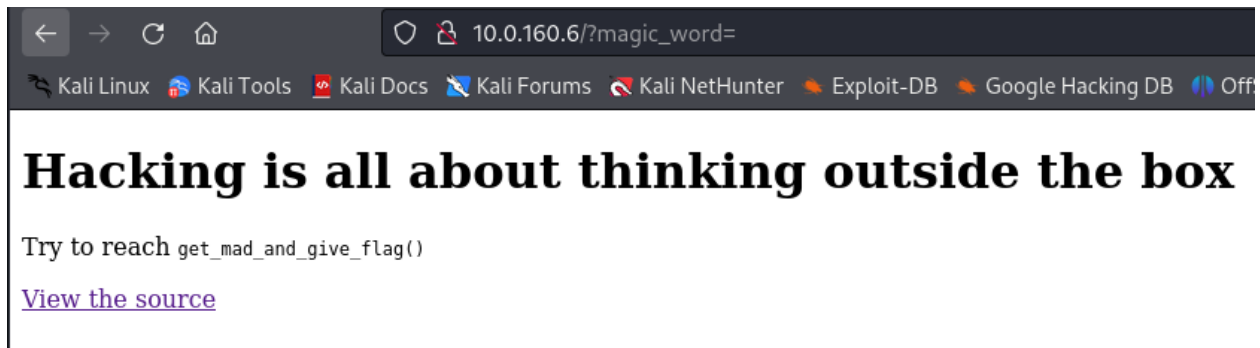 10.0.160.6/?magic_word=
Kali Linux Kali Tools Kali Docs Kali Forums Kali NetHunter Exploit-DB Google Hacking DB
Hacking is all about thinking outside the box
Try to reach get_mad_and_give_flag()
View the source